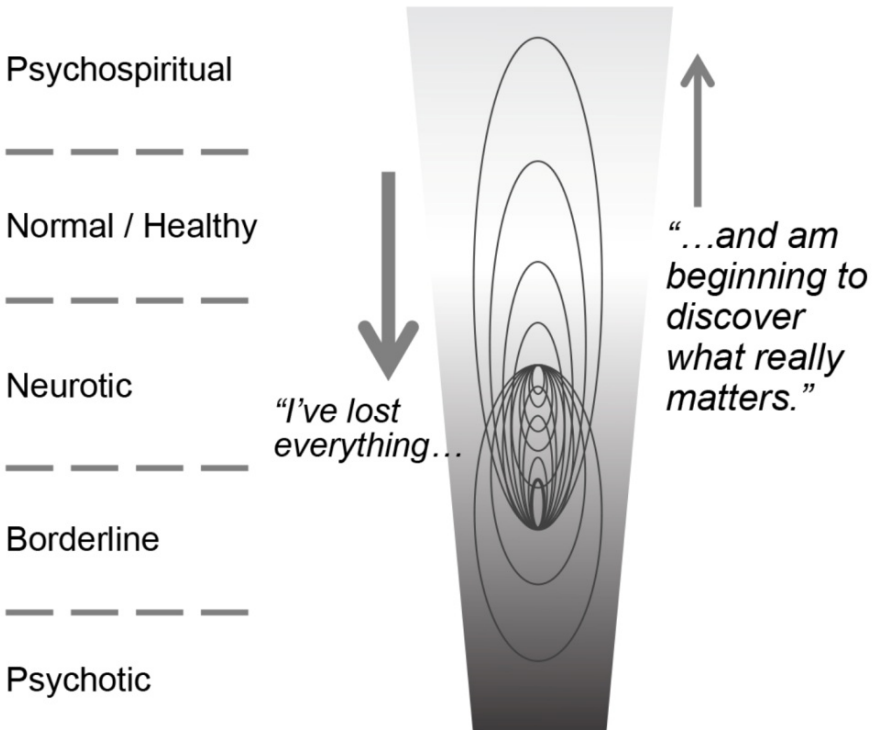 Psychospiritual
Normal / Healthy
Neurotic
Borderline
Psychotic
“I’ve lost
everything…
“…and am
beginning to
discover
what really
matters.”